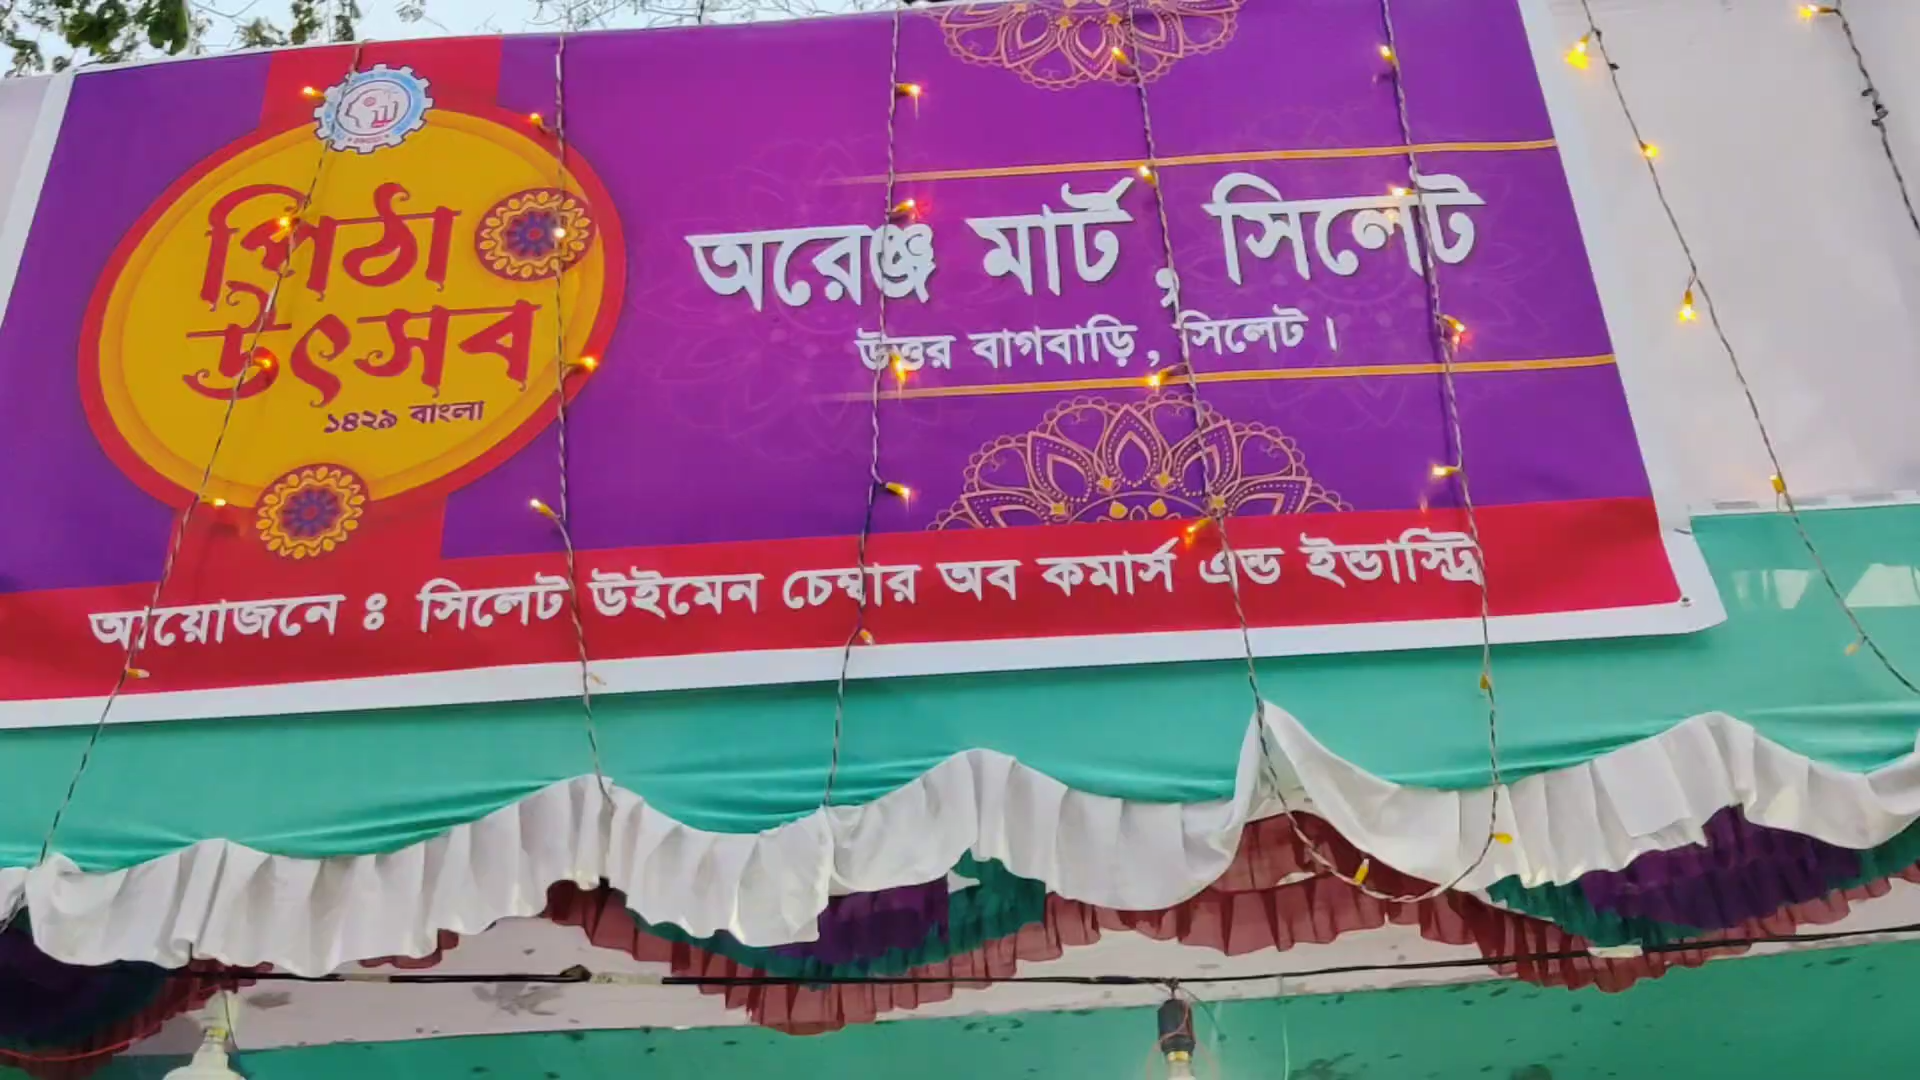 পিঠা
উৎসব
১৪২৯ বাংলা
অরেঞ্জ মার্ট , সিলেট
উত্তর বাগবাড়ি , সিলেট ।
আয়োজনে ঃ সিলেট উইমেন চেম্বার অব কমার্স এন্ড ইন্ডাস্ট্রি